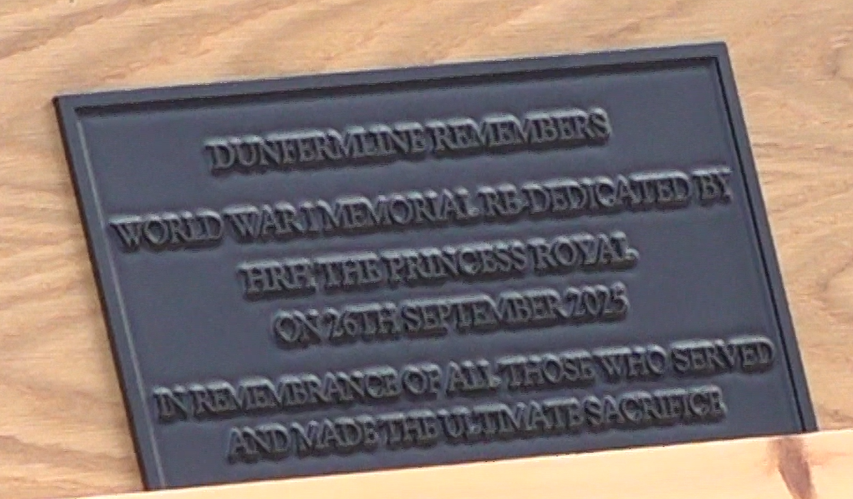 DUNFERMLINE REMEMBERS
WORLD WAR I MEMORIAL RE-DEDICATED BY
HRH THE PRINCESS ROYAL
ON 26TH SEPTEMBER 2025
IN REMEMBRANCE OF ALL THOSE WHO SERVED
AND MADE THE ULTIMATE SACRIFICE